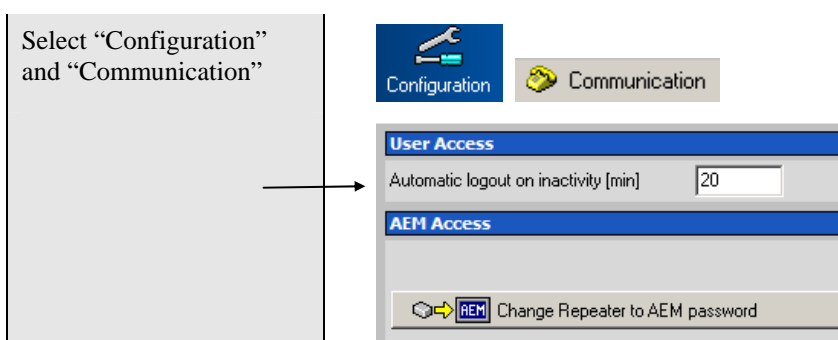 Select “Configuration”
and “Communication”
Configuration
Communication
User Access
Automatic logout on inactivity [min] 20
AEM Access
AEM Change Repeater to AEM password